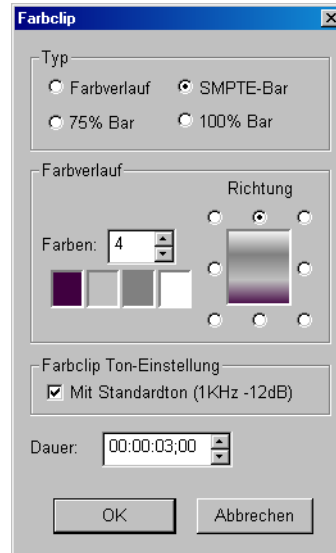 Farbclip
Typ
Farbverlauf SMPTE-Bar
75% Bar 100% Bar
Farbverlauf
Richtung
Farben: 4
Farbclip Ton-Einstellung
Mit Standardton (1KHz -12dB)
Dauer: 00:00:03;00
OK Abbrechen